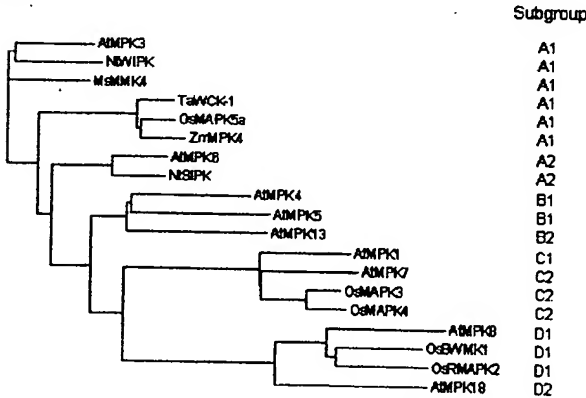 Subgroup
AtMPK3 A1
NtWIPK A1
MsMMK4 A1
TaWCK-1 A1
OsMAPK5a A1
ZmMPK4 A1
AtMPK6 A2
NtSIPK A2
AtMPK4 B1
AtMPK5 B1
AtMPK13 B2
AtMPK1 C1
AtMPK7 C2
OsMAPK3 C2
OsMAPK4 C2
AtMPK8 D1
OsBWMK1 D1
OsRMAPK2 D1
AtMPK18 D2